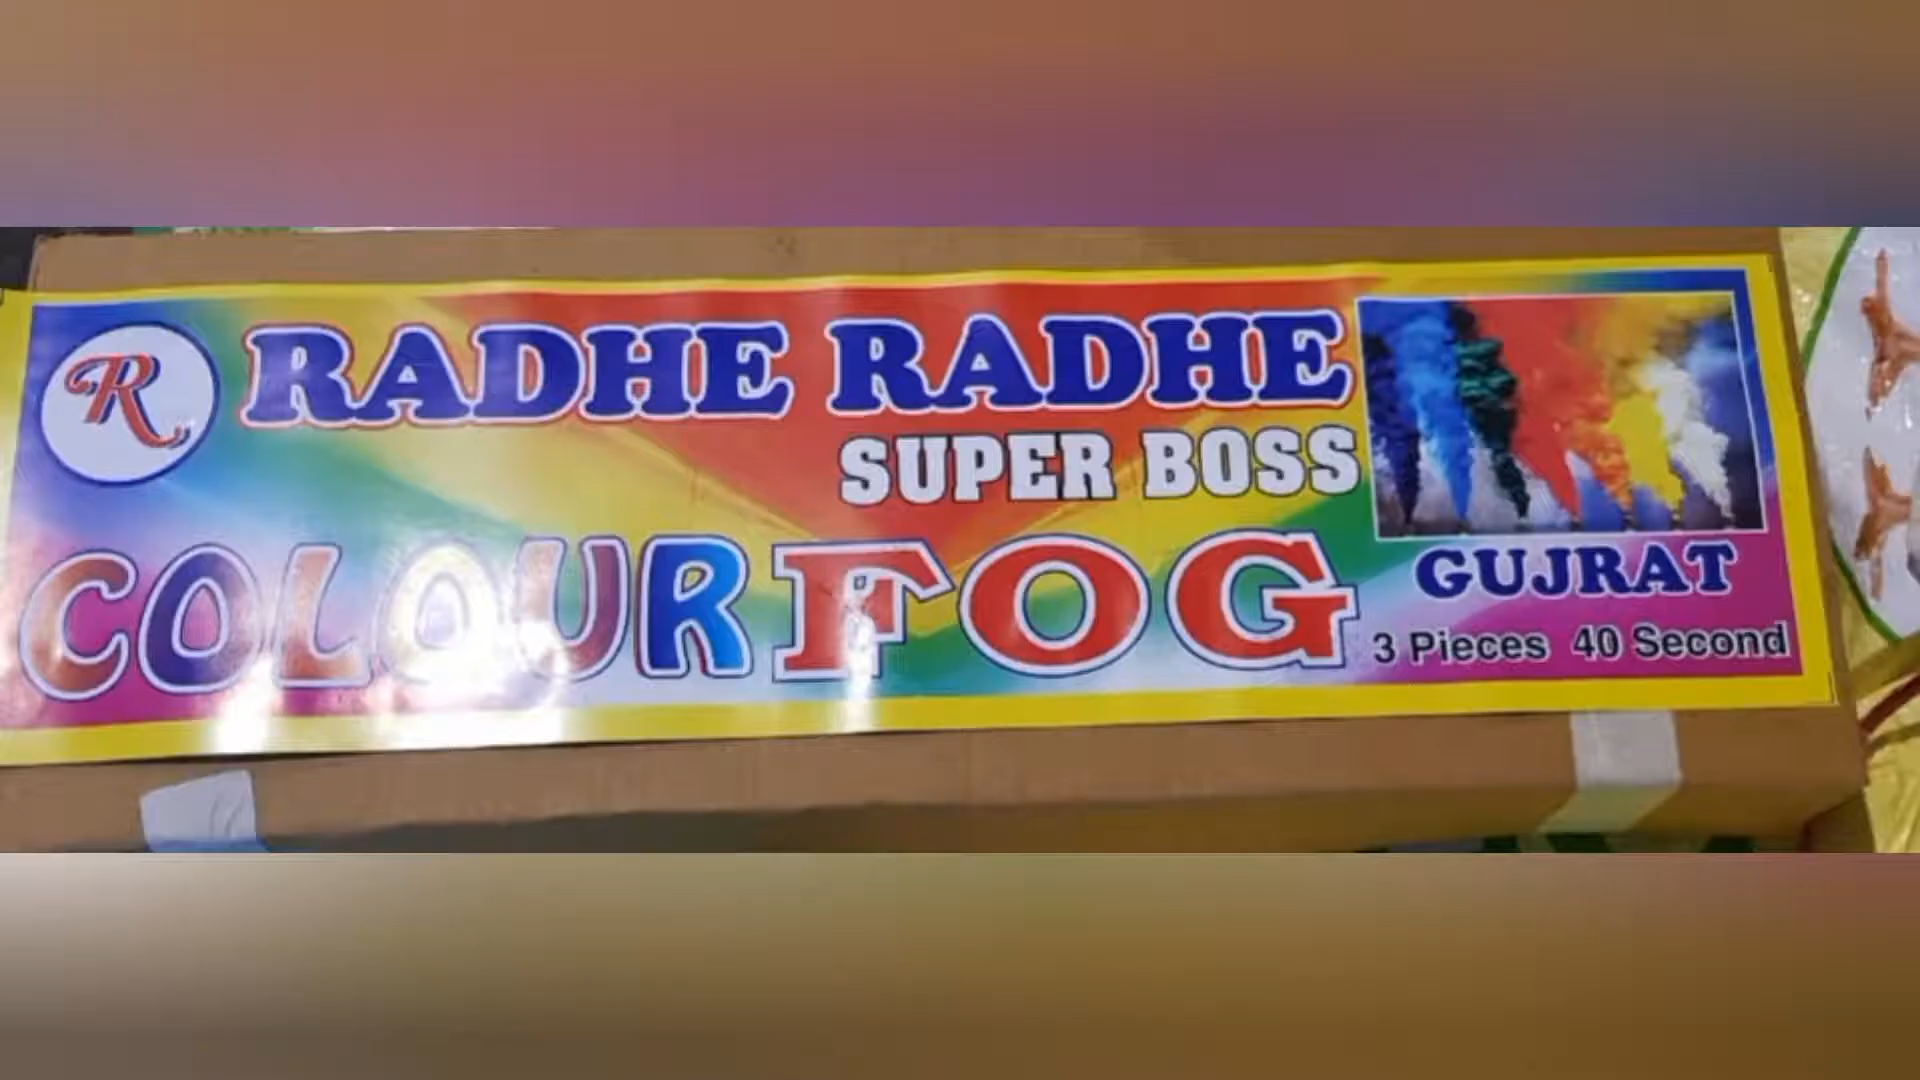 R
RADHE RADHE
SUPER BOSS
COLOUR FOG
GUJRAT
3 Pieces 40 Second